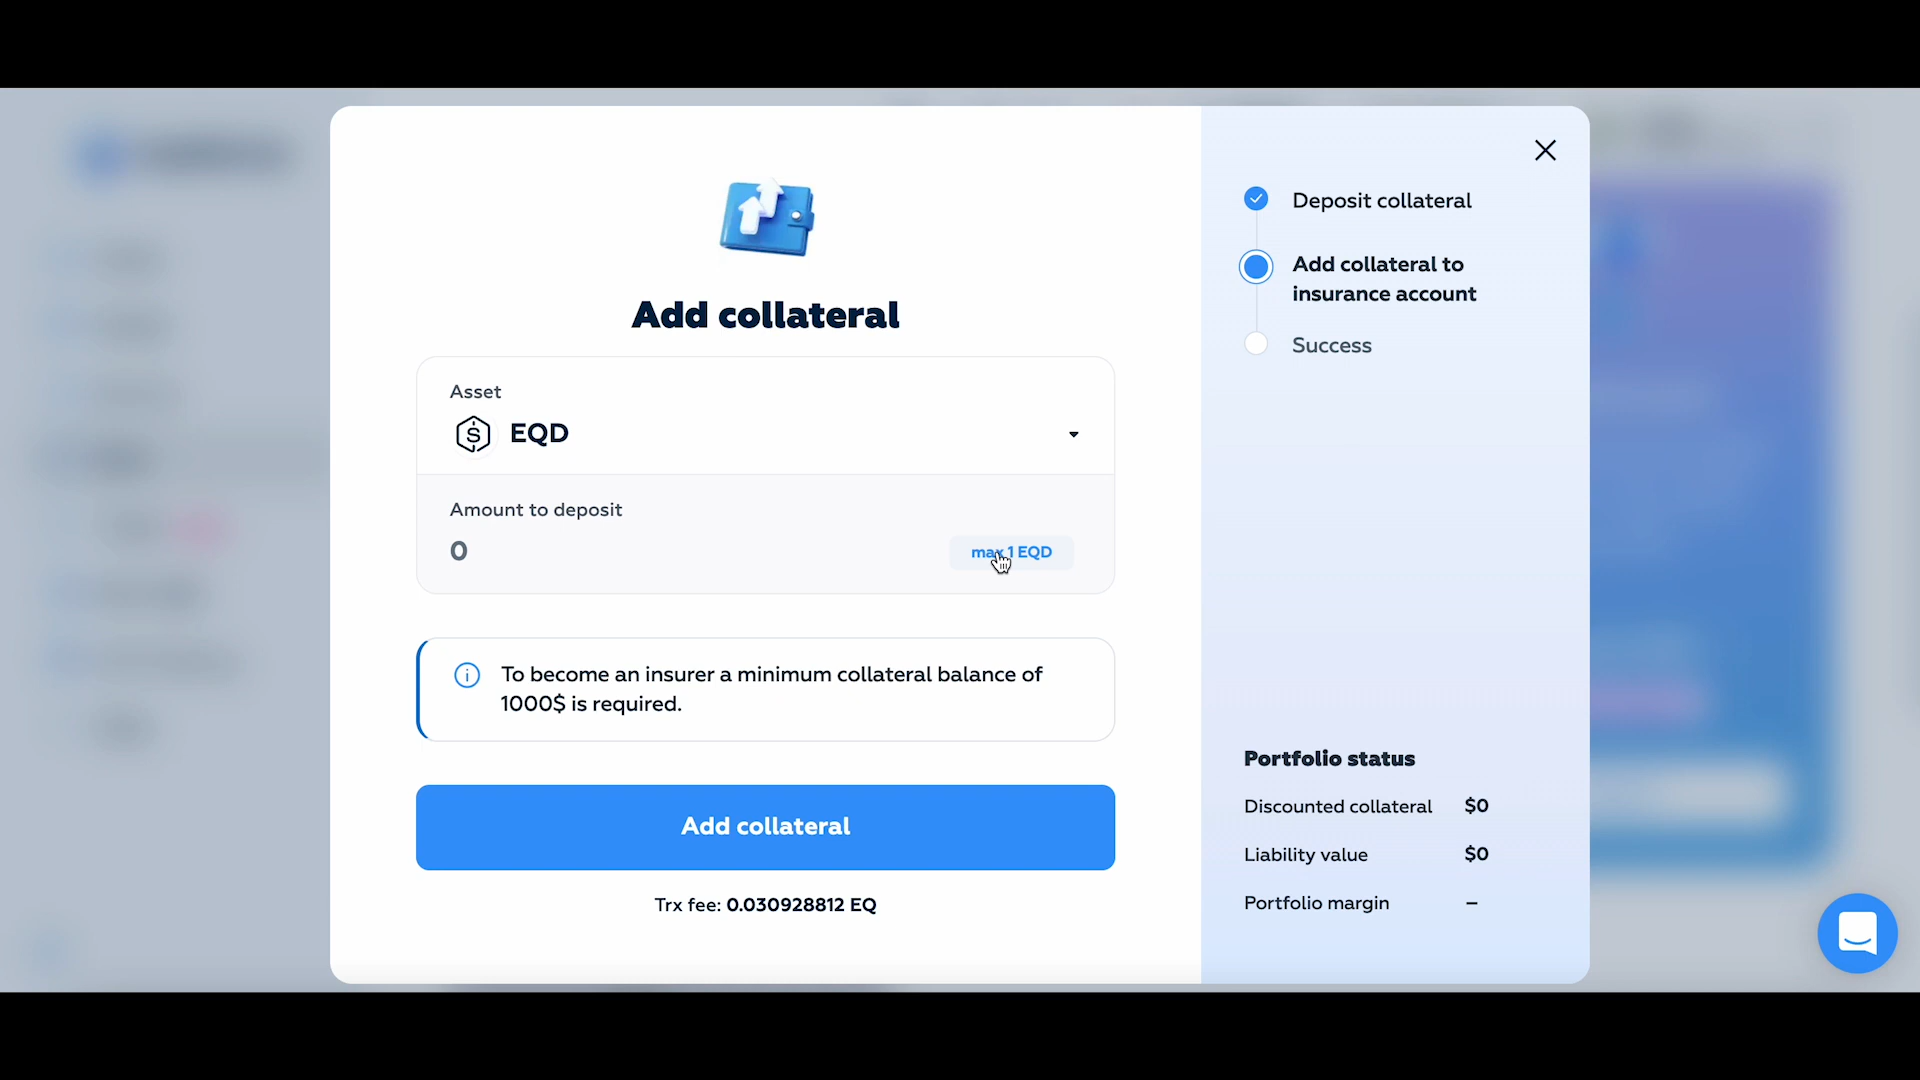 Add collateral
Asset
EQD
Amount to deposit
0
max 1 EQD
To become an insurer a minimum collateral balance of
1000$ is required.
Add collateral
Trx fee: 0.030928812 EQ
Deposit collateral
Add collateral to
insurance account
Success
Portfolio status
Discounted collateral $0
Liability value $0
Portfolio margin –